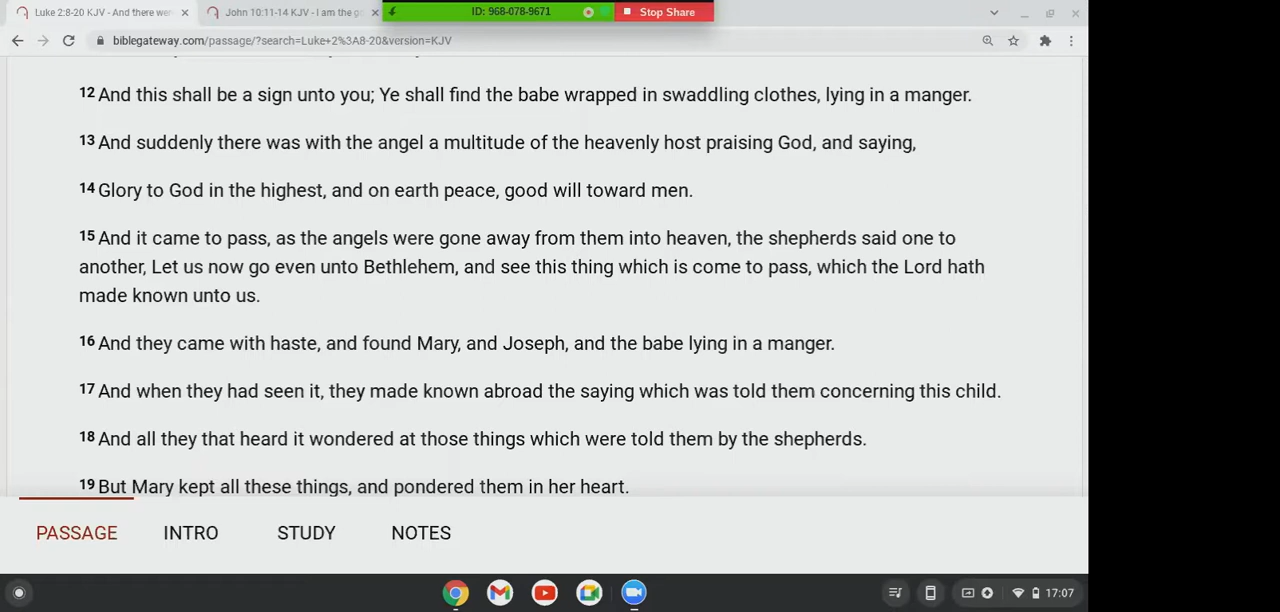 Luke 2:8-20 KJV - And there wer
John 10:11-14 KJV - I am the g
ID: 968-078-9671
Stop Share
biblegateway.com/passage/?search=Luke+2%3A8-20&version=KJV
12 And this shall be a sign unto you; Ye shall find the babe wrapped in swaddling clothes, lying in a manger.
13 And suddenly there was with the angel a multitude of the heavenly host praising God, and saying,
14 Glory to God in the highest, and on earth peace, good will toward men.
15 And it came to pass, as the angels were gone away from them into heaven, the shepherds said one to
another, Let us now go even unto Bethlehem, and see this thing which is come to pass, which the Lord hath
made known unto us.
16 And they came with haste, and found Mary, and Joseph, and the babe lying in a manger.
17 And when they had seen it, they made known abroad the saying which was told them concerning this child.
18 And all they that heard it wondered at those things which were told them by the shepherds.
19 But Mary kept all these things, and pondered them in her heart.
PASSAGE
INTRO
STUDY
NOTES
17:07